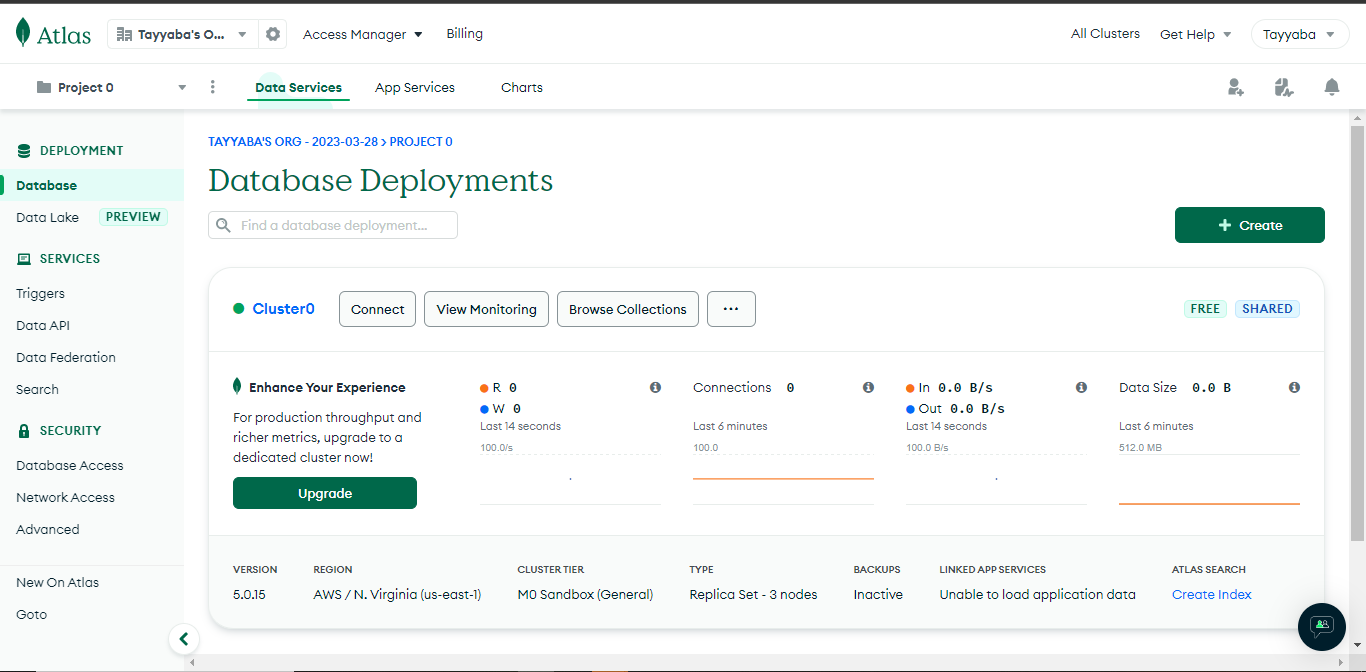 Atlas
Tayyaba's O...
Access Manager
Billing
All Clusters
Get Help
Tayyaba
Project 0
Data Services
App Services
Charts
DEPLOYMENT
Database
Data Lake PREVIEW
SERVICES
Triggers
Data API
Data Federation
Search
SECURITY
Database Access
Network Access
Advanced
New On Atlas
Goto
TAYYABA'S ORG - 2023-03-28 > PROJECT 0
Database Deployments
Find a database deployment...
+ Create
Cluster0
Connect
View Monitoring
Browse Collections
...
FREE
SHARED
Enhance Your Experience
For production throughput and
richer metrics, upgrade to a
dedicated cluster now!
Upgrade
R 0
W 0
Last 14 seconds
100.0/s
Connections 0
Last 6 minutes
100.0
In 0.0 B/s
Out 0.0 B/s
Last 14 seconds
100.0 B/s
Data Size 0.0 B
Last 6 minutes
512.0 MB
VERSION
5.0.15
REGION
AWS / N. Virginia (us-east-1)
CLUSTER TIER
M0 Sandbox (General)
TYPE
Replica Set - 3 nodes
BACKUPS
Inactive
LINKED APP SERVICES
Unable to load application data
ATLAS SEARCH
Create Index